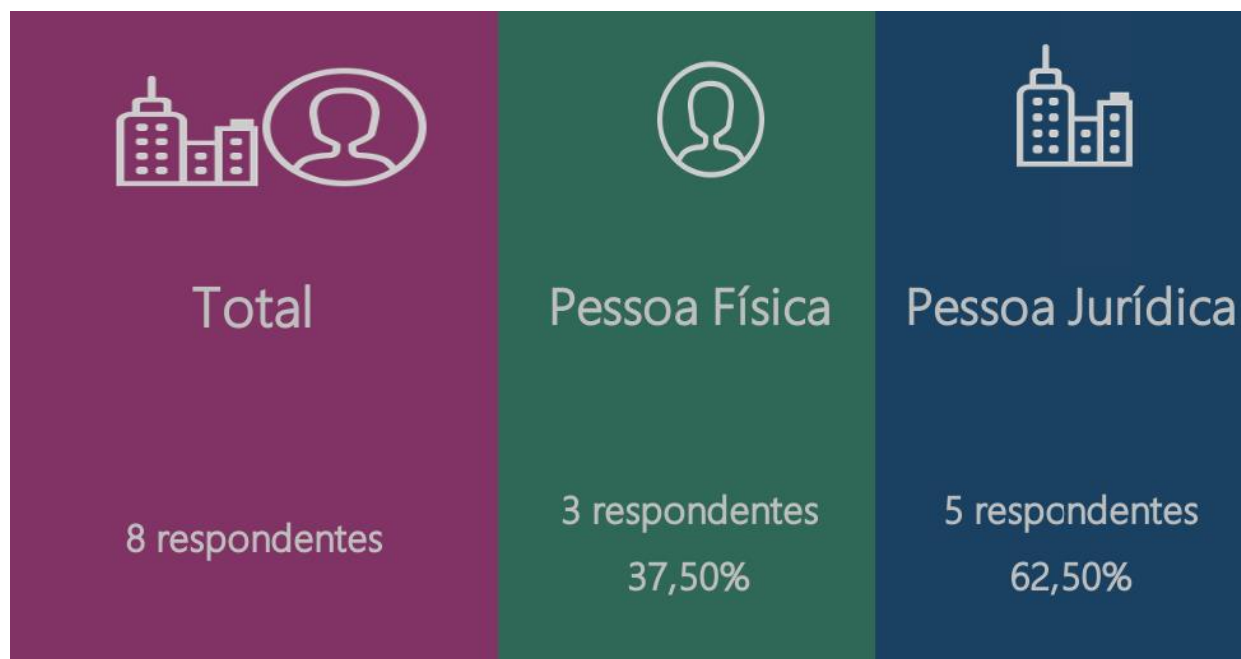 Total
8 respondentes
Pessoa Física
3 respondentes
37,50%
Pessoa Jurídica
5 respondentes
62,50%